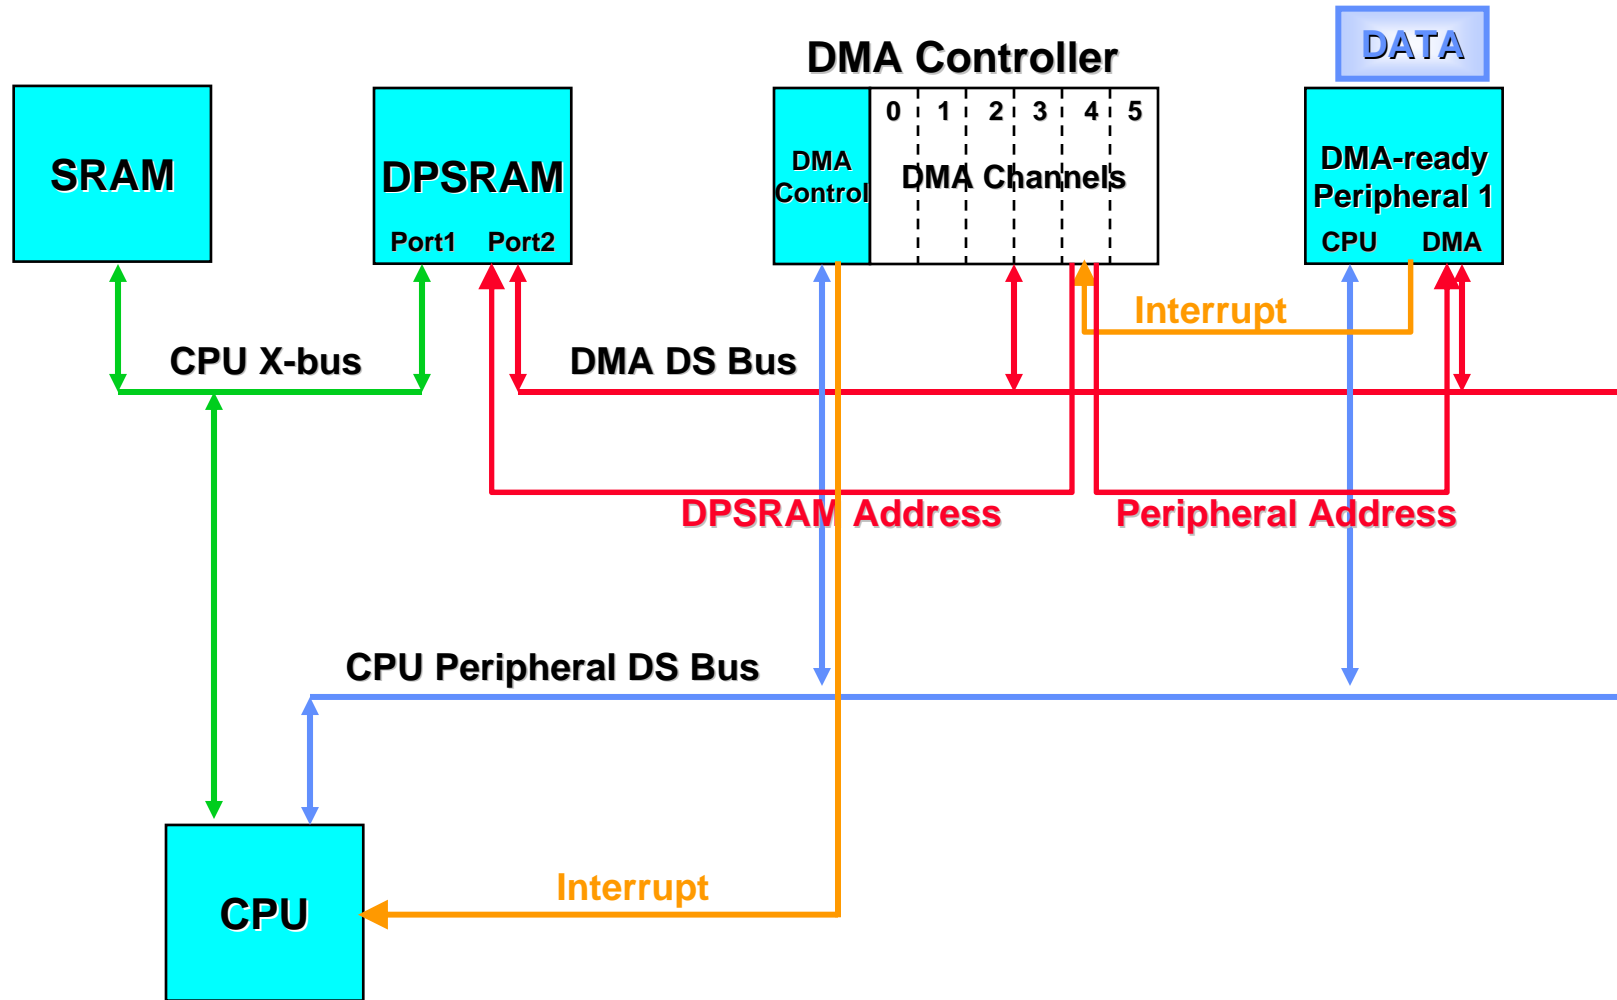 DATA
DMA Controller
SRAM
DPSRAM
Port1 Port2
DMA
Control
0 1 2 3 4 5
DMA Channels
DMA-ready
Peripheral 1
CPU DMA
Interrupt
CPU X-bus
DMA DS Bus
DPSRAM Address
Peripheral Address
CPU Peripheral DS Bus
Interrupt
CPU